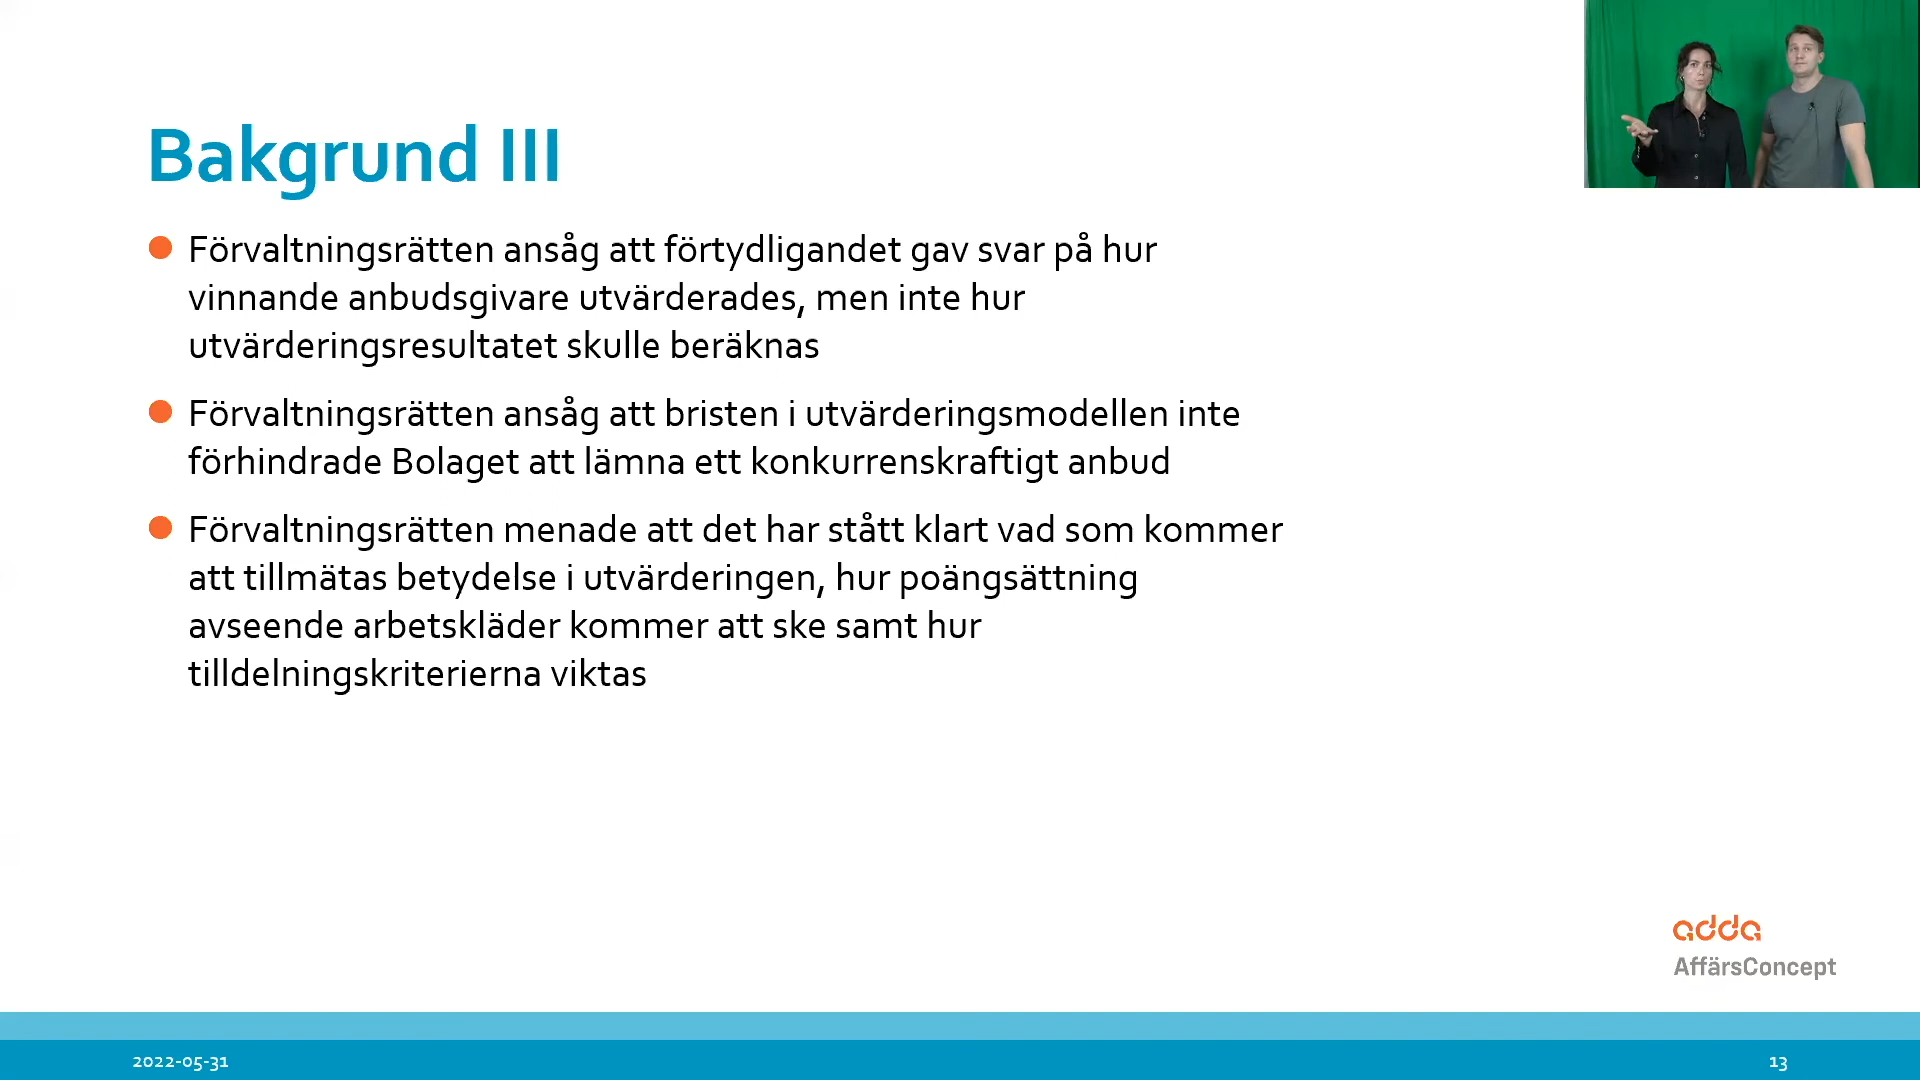 Bakgrund III
Förvaltningsrätten ansåg att förtydligandet gav svar på hur
vinnande anbudsgivare utvärderades, men inte hur
utvärderingsresultatet skulle beräknas
Förvaltningsrätten ansåg att bristen i utvärderingsmodellen inte
förhindrade Bolaget att lämna ett konkurrenskraftigt anbud
Förvaltningsrätten menade att det har stått klart vad som kommer
att tillmätas betydelse i utvärderingen, hur poängsättning
avseende arbetskläder kommer att ske samt hur
tilldelningskriterierna viktas
adda
AffärsConcept
2022-05-31
13